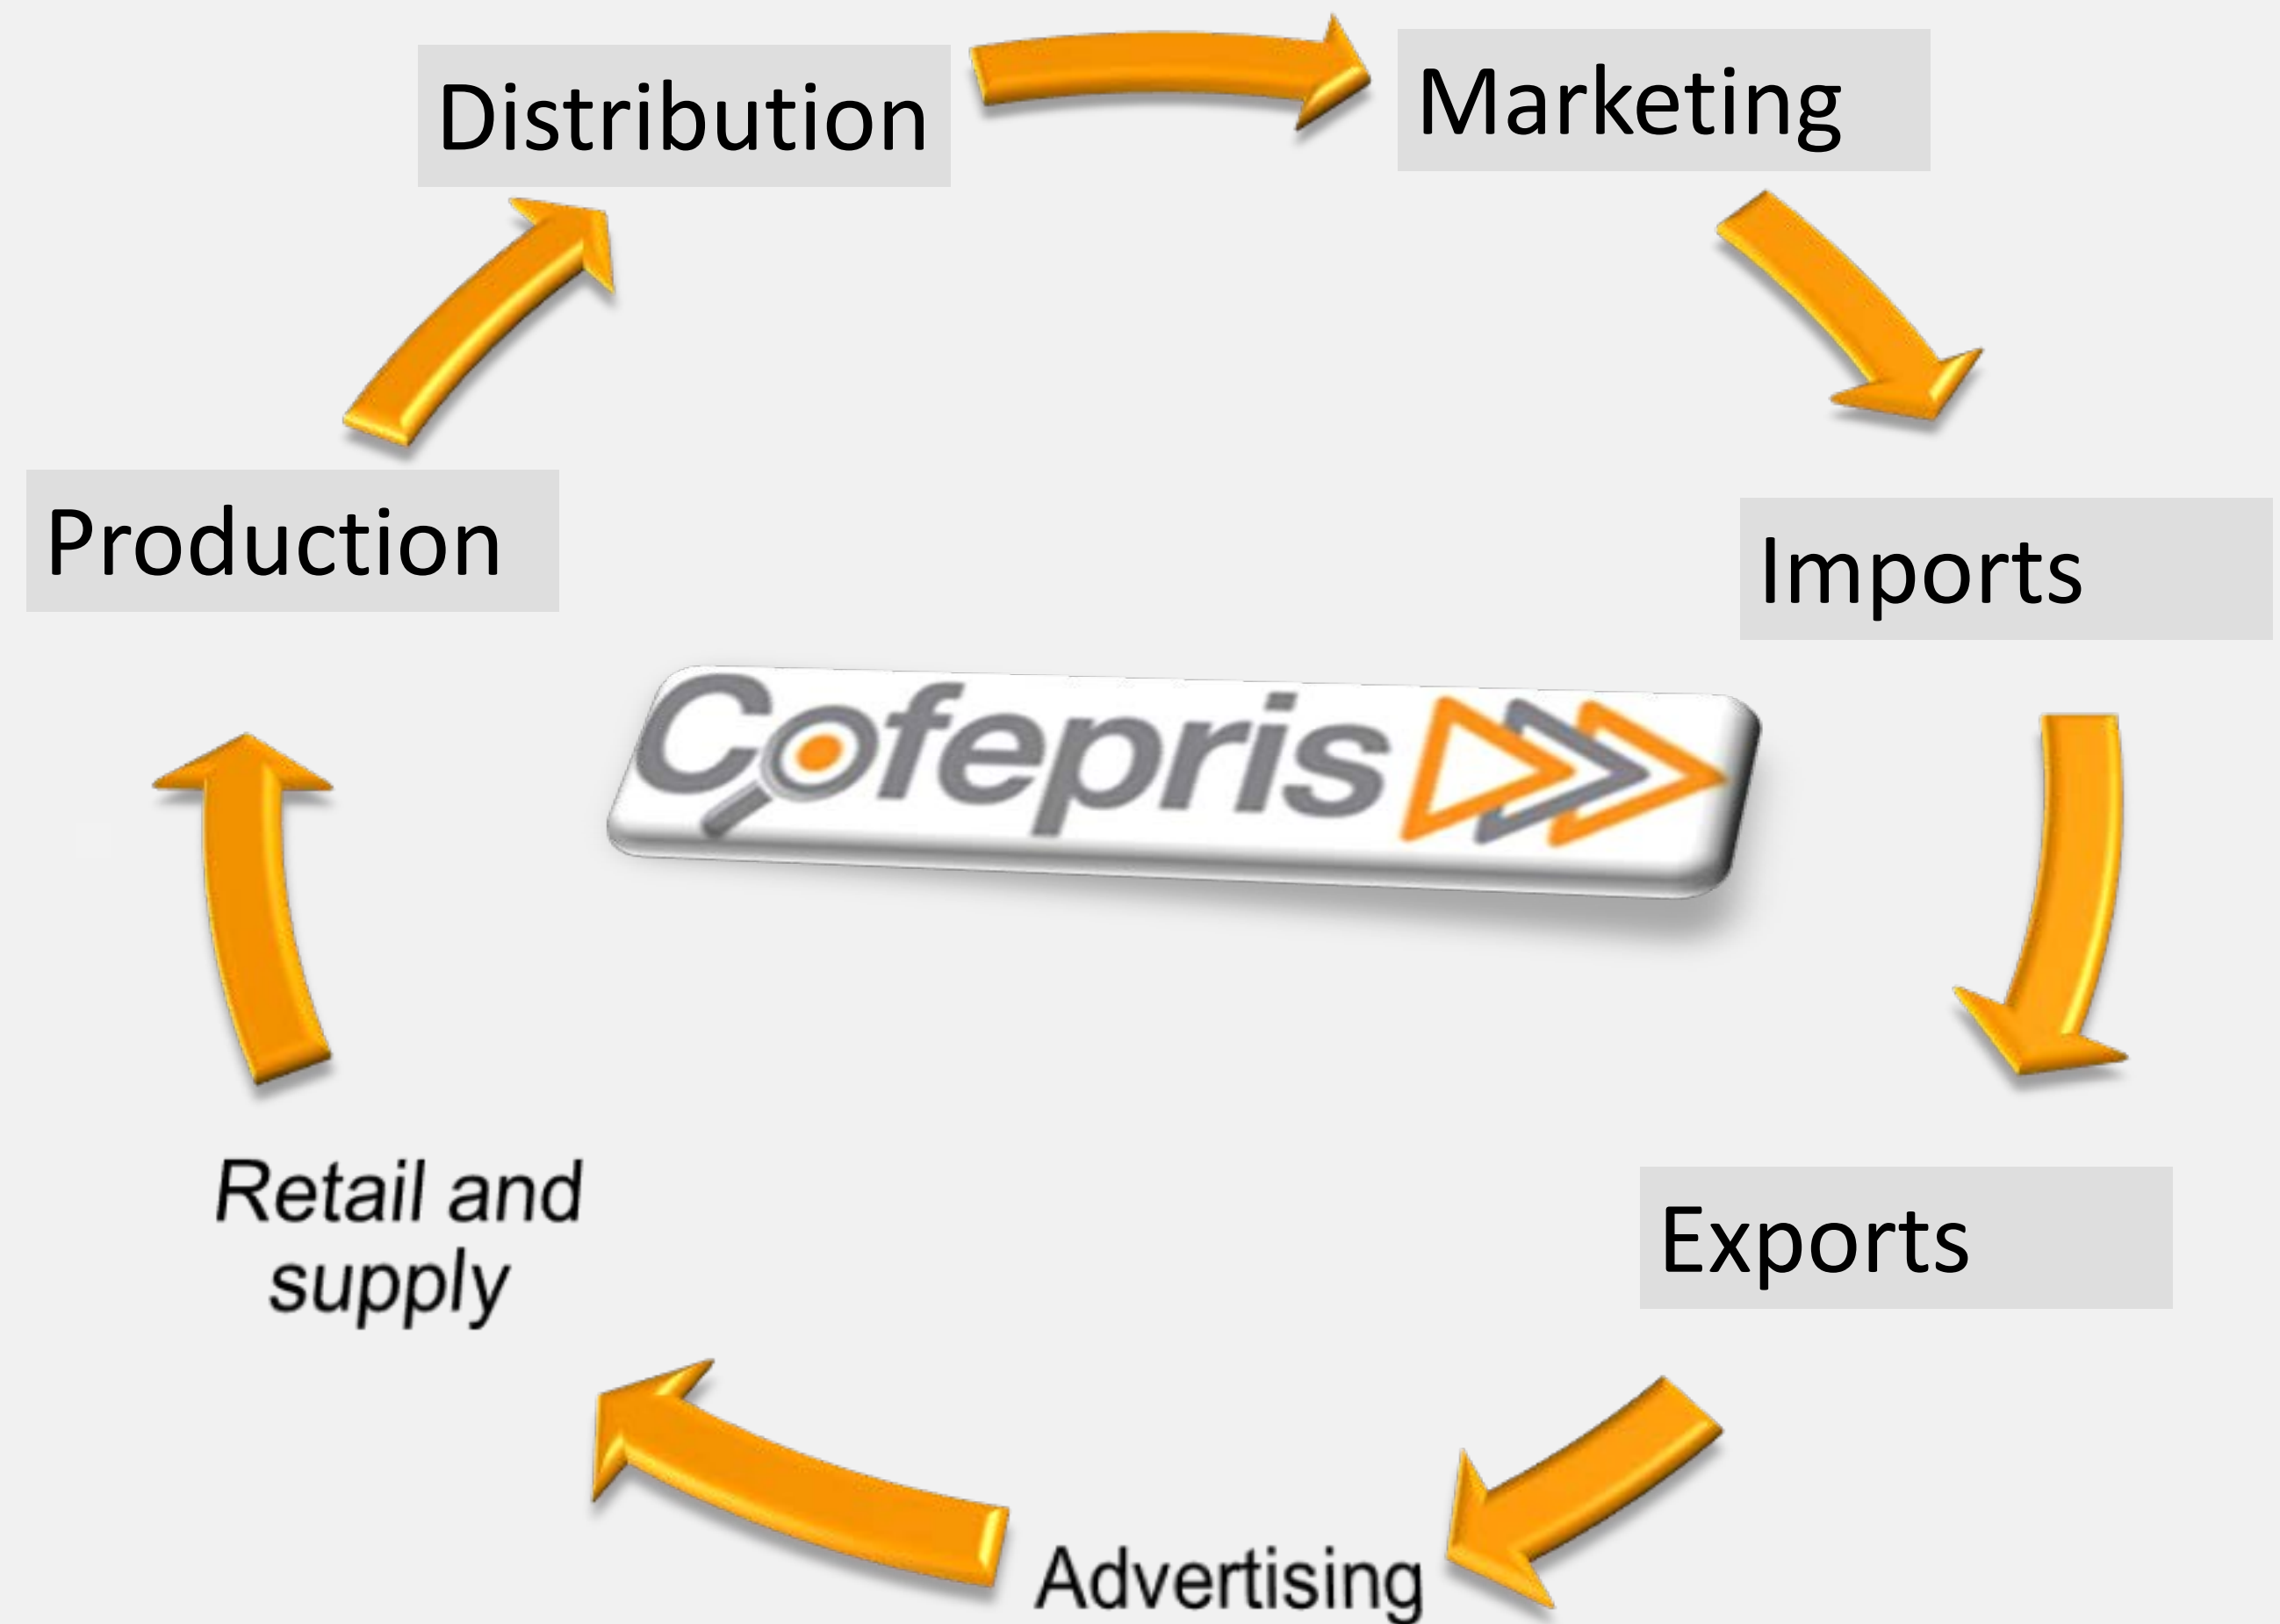 Distribution
Marketing
Production
Imports
Cofepris
Retail and
supply
Exports
Advertising